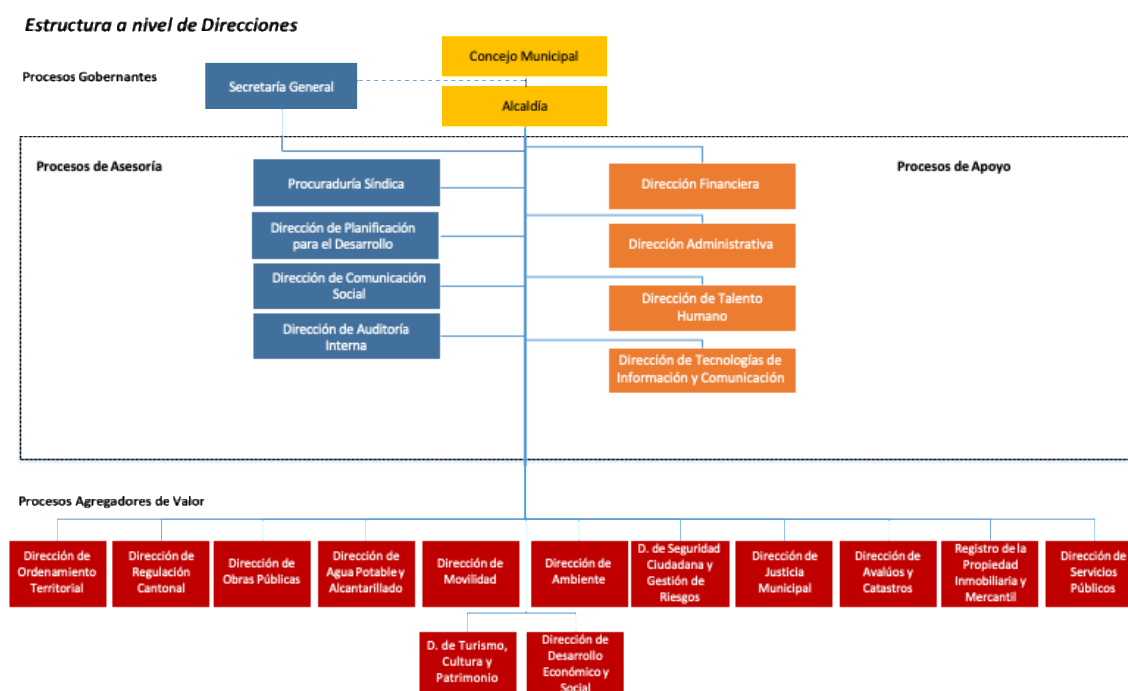 Estructura a nivel de Direcciones
Concejo Municipal
Procesos Gobernantes
Secretaría General
Alcaldía
Procesos de Asesoría
Procesos de Apoyo
Procuraduría Síndica
Dirección de Planificación
para el Desarrollo
Dirección de Comunicación
Social
Dirección de Auditoría
Interna
Dirección Financiera
Dirección Administrativa
Dirección de Talento
Humano
Dirección de Tecnologías de
Información y Comunicación
Procesos Agregadores de Valor
Dirección de
Ordenamiento
Territorial
Dirección de
Regulación
Cantonal
Dirección de
Obras Públicas
Dirección de
Agua Potable y
Alcantarillado
Dirección de
Movilidad
Dirección de
Ambiente
D. de Seguridad
Ciudadana y
Gestión de
Riesgos
Dirección de
Justicia
Municipal
Dirección de
Avalúos y
Catastros
Registro de la
Propiedad
Inmobiliaria y
Mercantil
Dirección de
Servicios
Públicos
D. de Turismo,
Cultura y
Patrimonio
Dirección de
Desarrollo
Económico y
Social